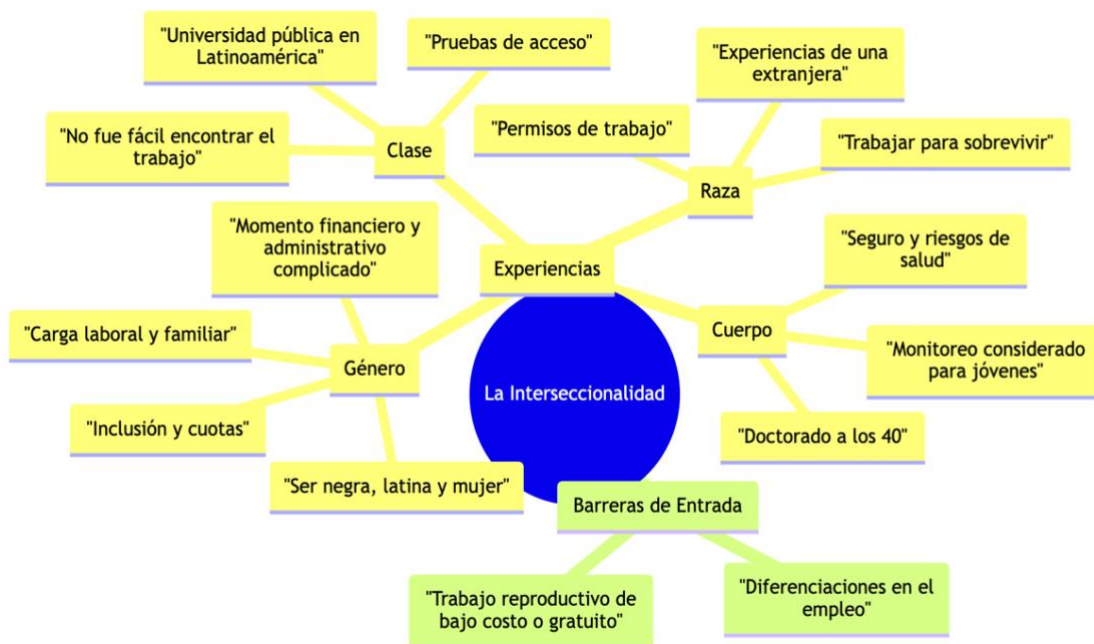 "Universidad pública en
Latinoamérica"
"Pruebas de acceso"
"No fue fácil encontrar el
trabajo"
Clase
"Experiencias de una
extranjera"
"Permisos de trabajo"
"Trabajar para sobrevivir"
Raza
"Momento financiero y
administrativo
complicado"
Experiencias
"Seguro y riesgos de
salud"
"Carga laboral y familiar"
Género
Cuerpo
"Monitoreo considerado
para jóvenes"
"Inclusión y cuotas"
La Interseccionalidad
"Doctorado a los 40"
"Ser negra, latina y mujer"
Barreras de Entrada
"Trabajo reproductivo de
bajo costo o gratuito"
"Diferenciaciones en el
empleo"